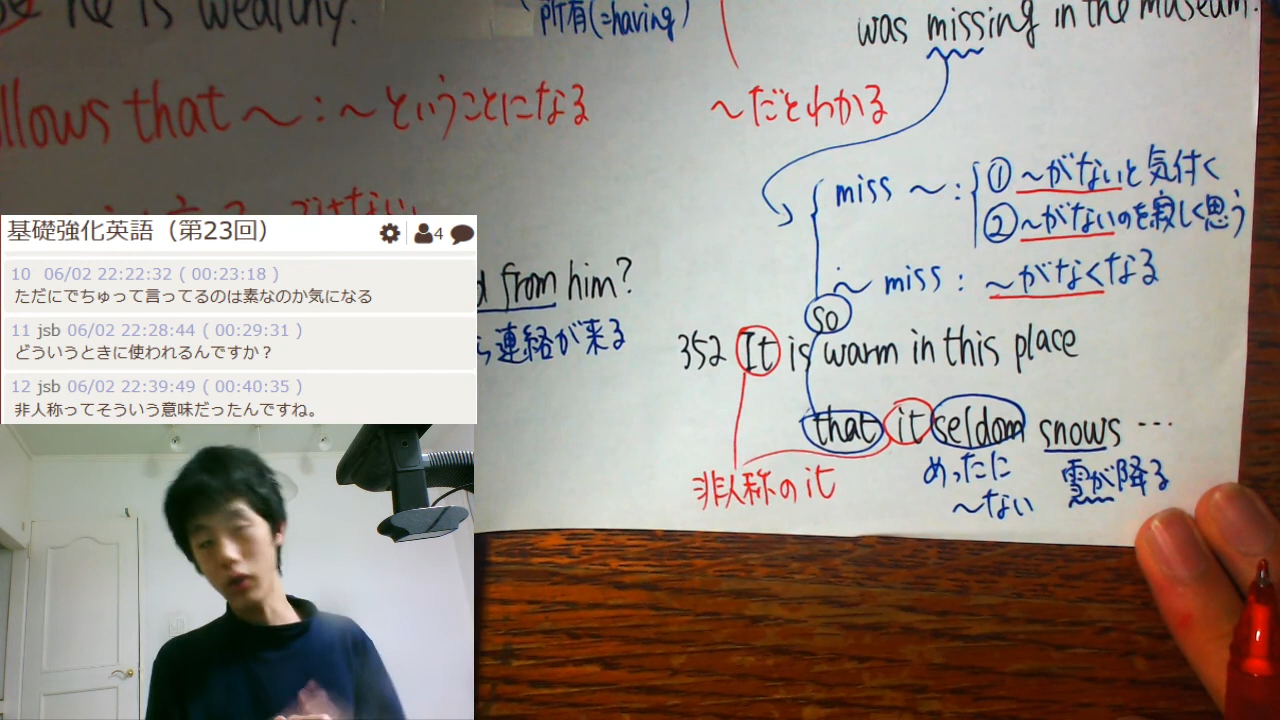 he is wealthy.
所有(=having)
was missing in the museum.
llows that ～:～ということになる
～だとわかる
miss ～:
①～がないと気付く
②～がないのを寂しく思う
～ miss : ～がなくなる
from him?
ら連絡が来る
so
352 It is warm in this place
that it seldom snows …
非人称のit
めったに
～ない
雪が降る
基礎強化英語（第23回）
4
10 06/02 22:22:32 ( 00:23:18 )
ただにでちゅって言ってるのは素なのか気になる
11 jsb 06/02 22:28:44 ( 00:29:31 )
どういうときに使われるんですか？
12 jsb 06/02 22:39:49 ( 00:40:35 )
非人称ってそういう意味だったんですね。